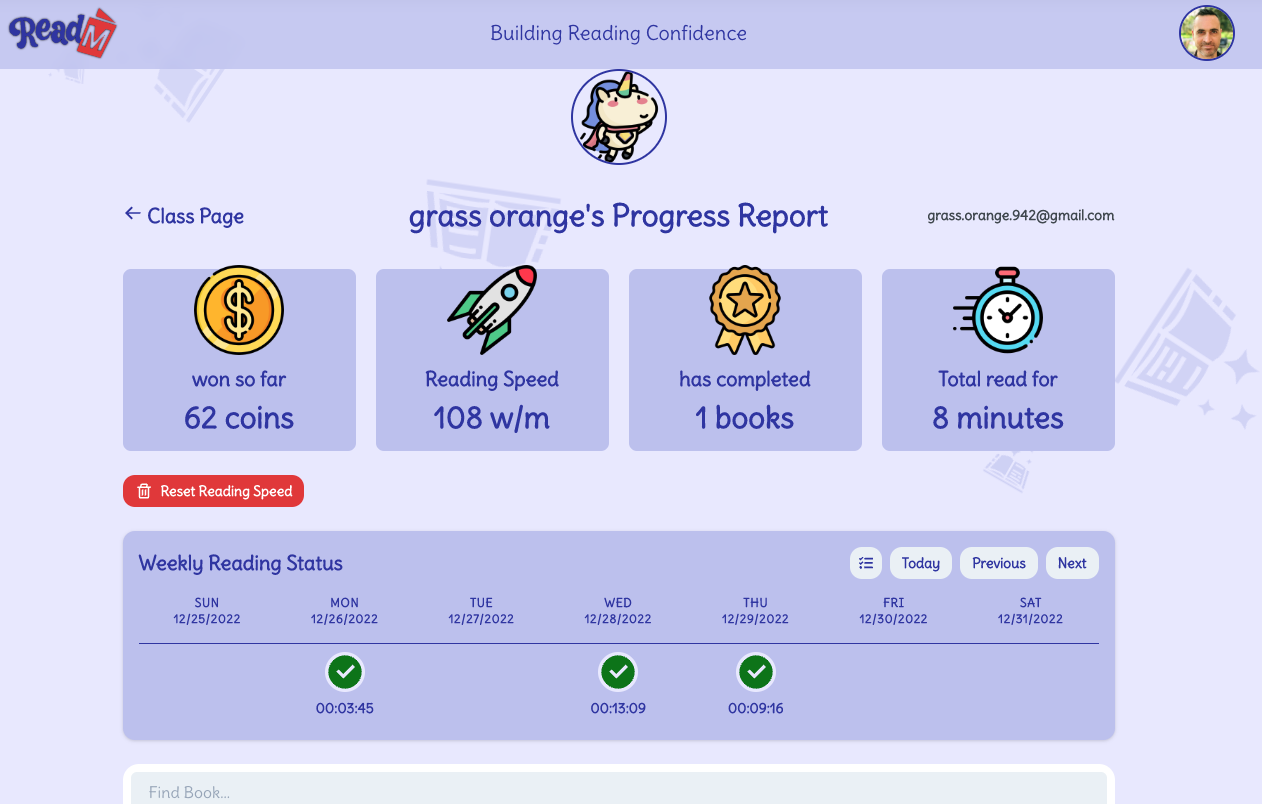 ReadM
Building Reading Confidence
← Class Page
grass orange's Progress Report
grass.orange.942@gmail.com
won so far
62 coins
Reading Speed
108 w/m
has completed
1 books
Total read for
8 minutes
Reset Reading Speed
Weekly Reading Status
Today
Previous
Next
SUN
12/25/2022
MON
12/26/2022
TUE
12/27/2022
WED
12/28/2022
THU
12/29/2022
FRI
12/30/2022
SAT
12/31/2022
00:03:45
00:13:09
00:09:16
Find Book...